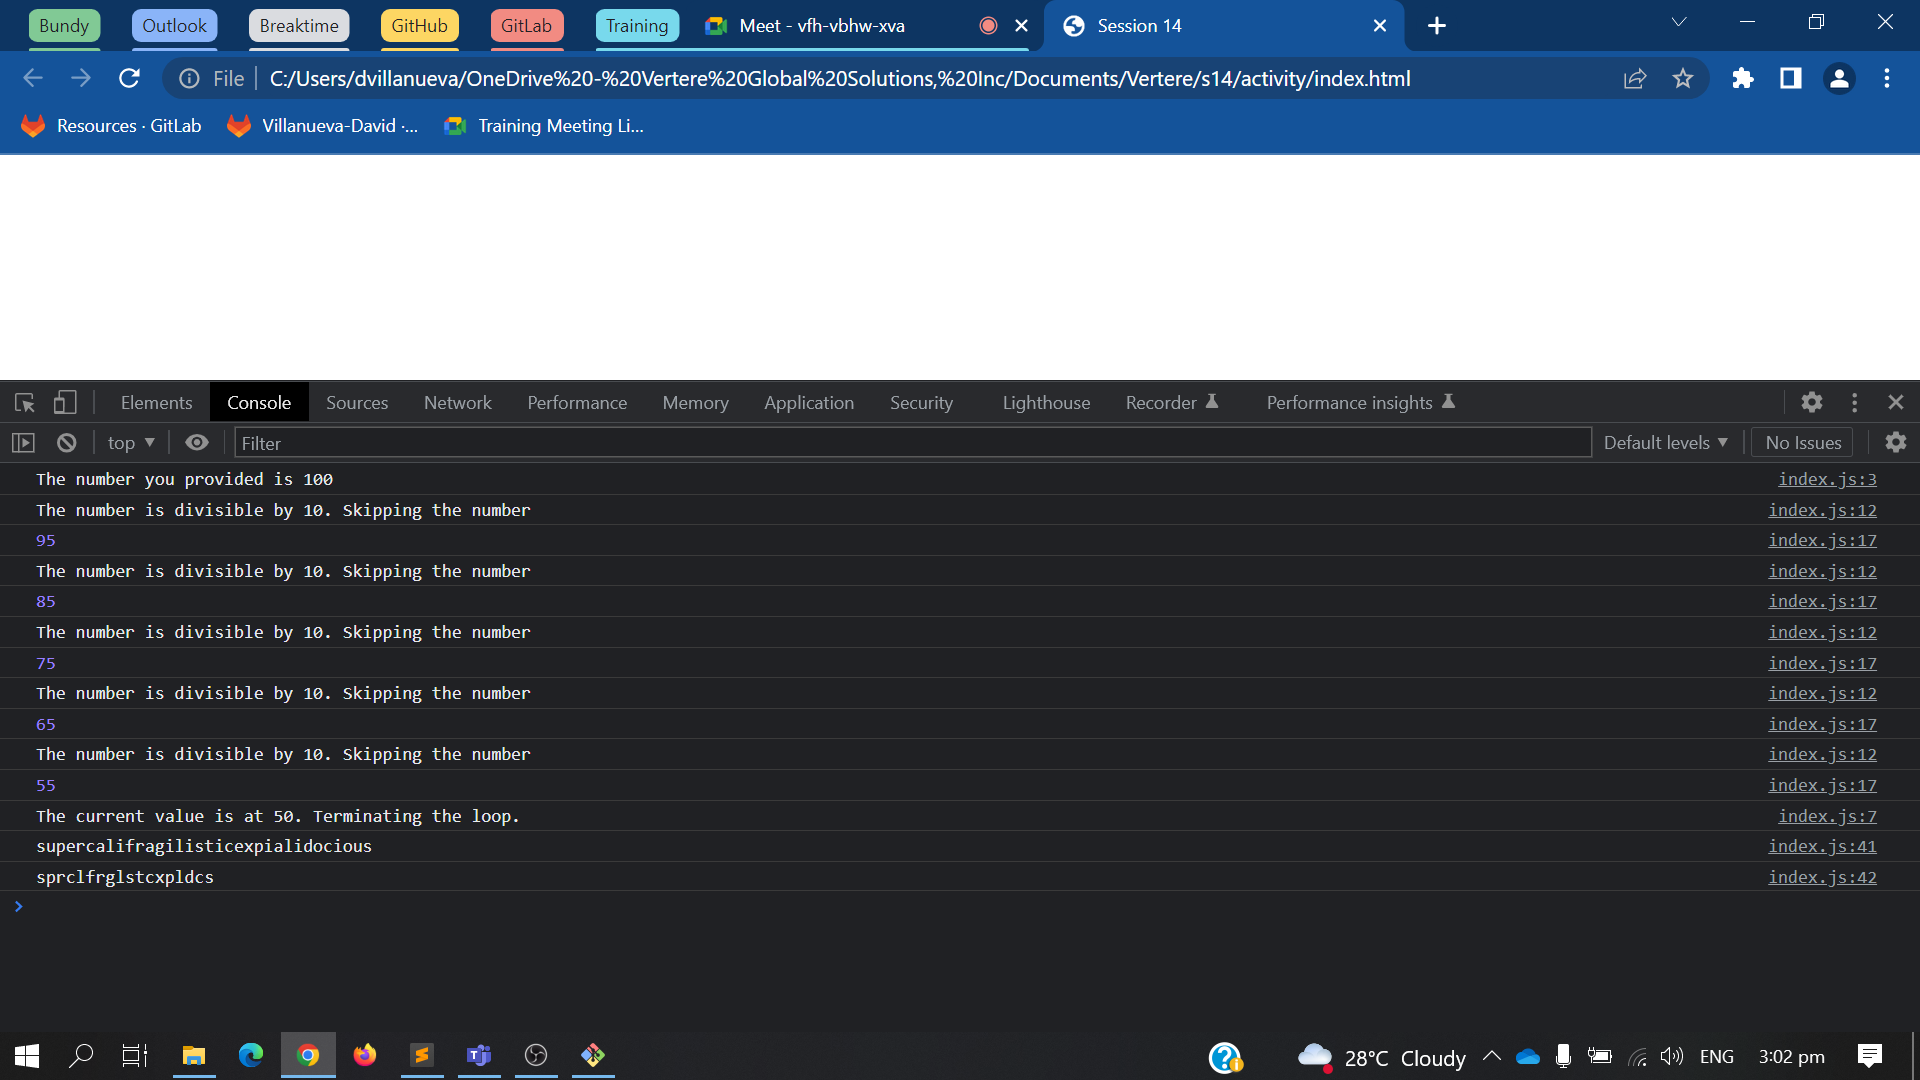 Bundy Outlook Breaktime GitHub GitLab Training Meet - vfh-vbhw-xva Session 14
File C:/Users/dvillanueva/OneDrive%20-%20Vertere%20Global%20Solutions,%20Inc/Documents/Vertere/s14/activity/index.html
Resources · GitLab Villanueva-David ·... Training Meeting Li...
Elements Console Sources Network Performance Memory Application Security Lighthouse Recorder Performance insights
top Filter Default levels No Issues
The number you provided is 100 index.js:3
The number is divisible by 10. Skipping the number index.js:12
95 index.js:17
The number is divisible by 10. Skipping the number index.js:12
85 index.js:17
The number is divisible by 10. Skipping the number index.js:12
75 index.js:17
The number is divisible by 10. Skipping the number index.js:12
65 index.js:17
The number is divisible by 10. Skipping the number index.js:12
55 index.js:17
The current value is at 50. Terminating the loop. index.js:7
supercalifragilisticexpialidocious index.js:41
sprclfrglstcxpldcs index.js:42
28°C Cloudy ENG 3:02 pm